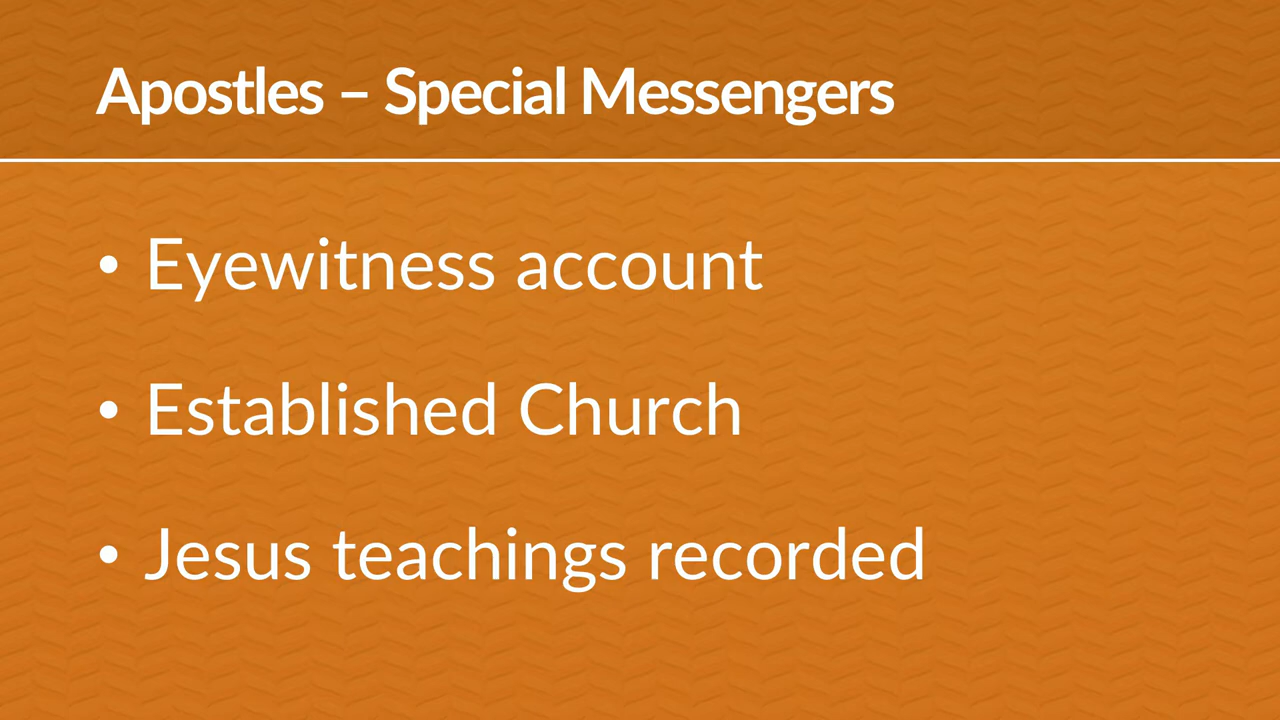 Apostles – Special Messengers
• Eyewitness account
• Established Church
• Jesus teachings recorded